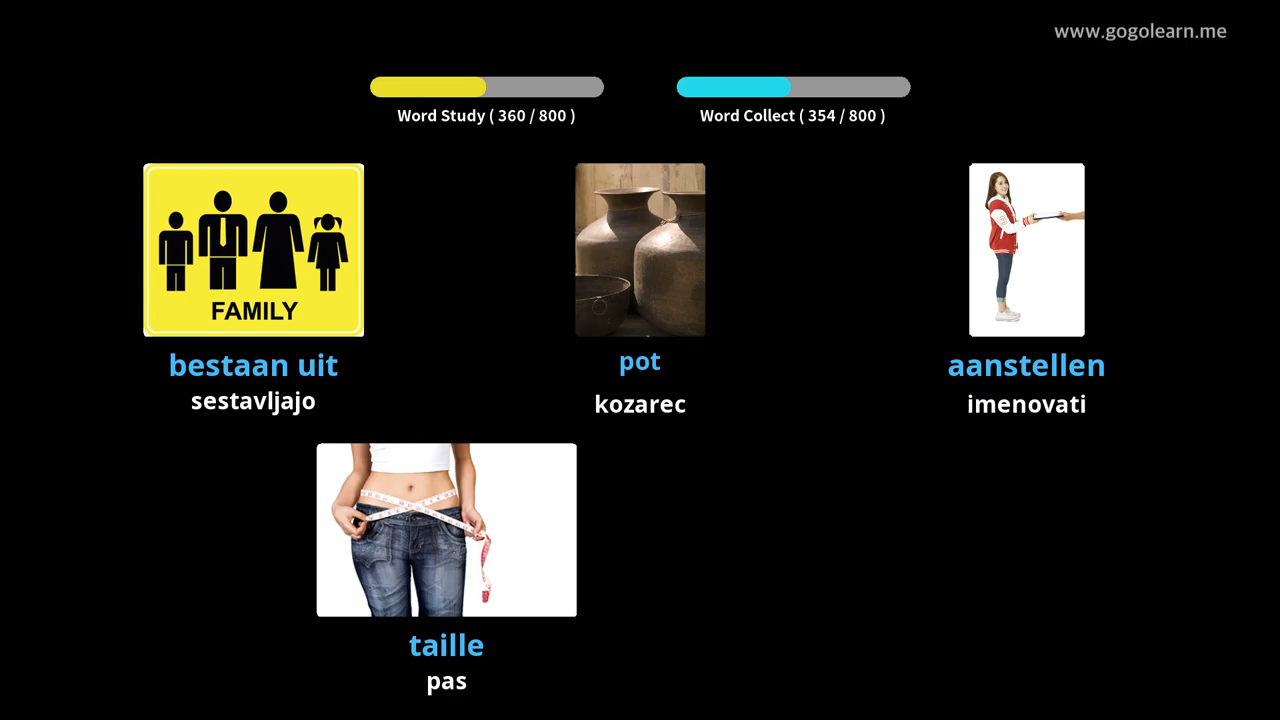 www.gogolearn.me
Word Study ( 360 / 800 )
Word Collect ( 354 / 800 )
FAMILY
bestaan uit
sestavljajo
pot
kozarec
aanstellen
imenovati
taille
pas